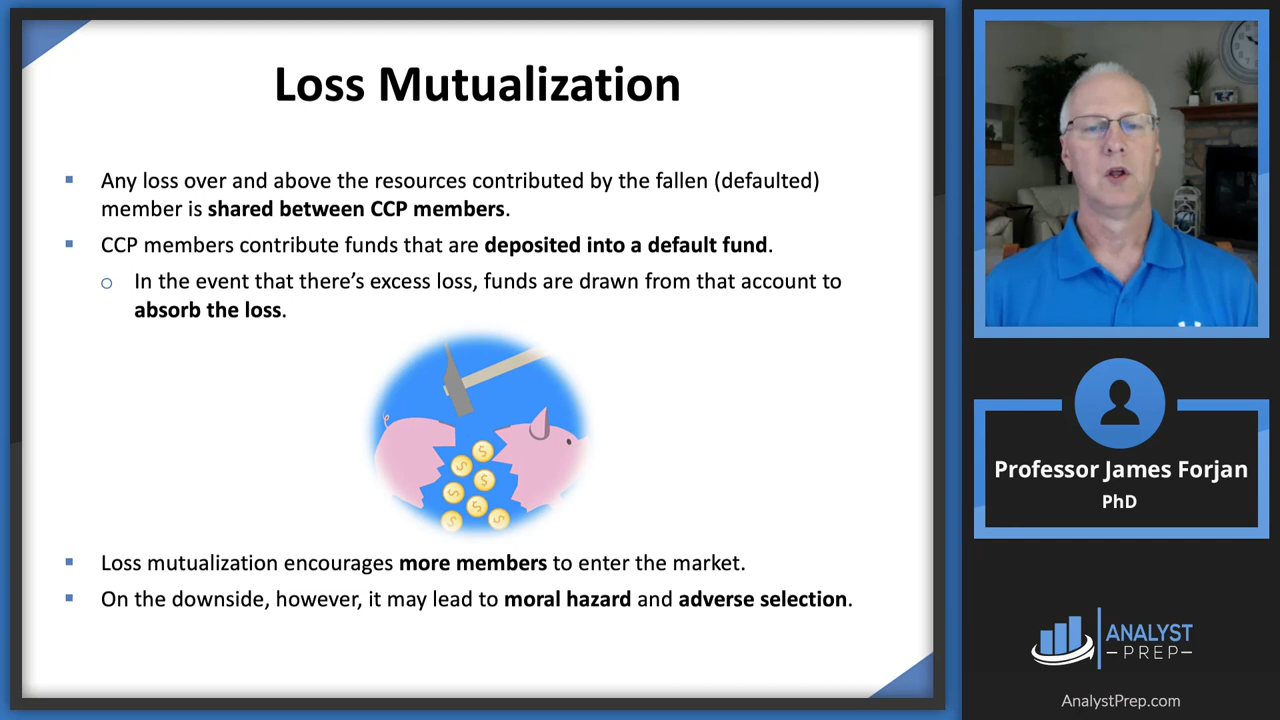 Loss Mutualization
▪ Any loss over and above the resources contributed by the fallen (defaulted)
member is shared between CCP members.
▪ CCP members contribute funds that are deposited into a default fund.
o In the event that there’s excess loss, funds are drawn from that account to
absorb the loss.
$
$
$
$
$
$
$
▪ Loss mutualization encourages more members to enter the market.
▪ On the downside, however, it may lead to moral hazard and adverse selection.
Professor James Forjan
PhD
ANALYST
PREP
AnalystPrep.com